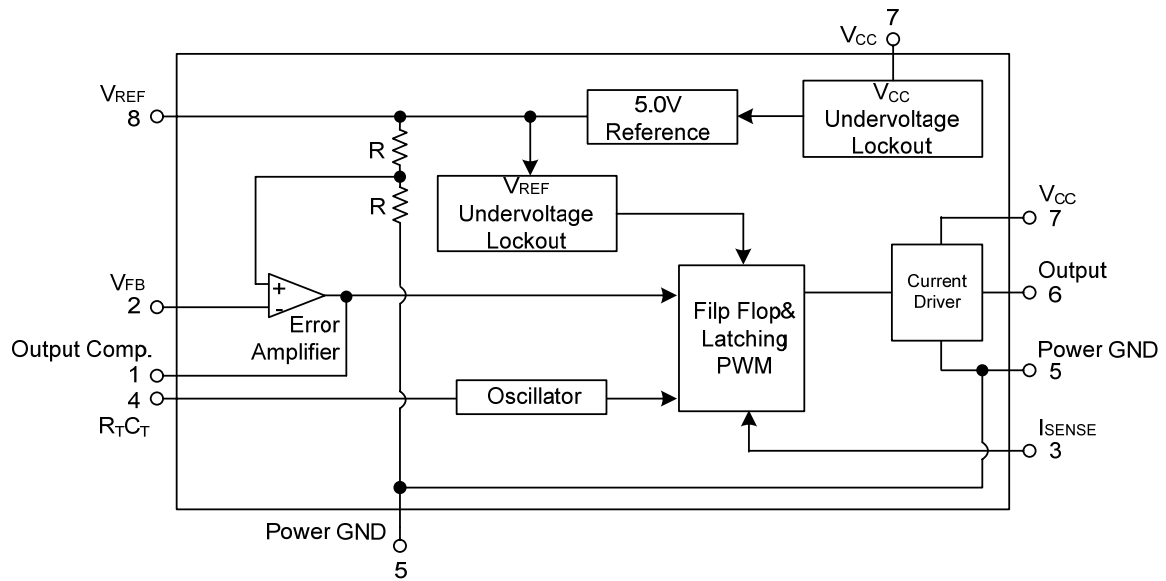 7
VCC
VREF
8
5.0V
Reference
VCC
Undervoltage
Lockout
R
R
VREF
Undervoltage
Lockout
VCC
7
VFB
2
+
-
Error
Amplifier
Filp Flop&
Latching
PWM
Current
Driver
Output
6
Output Comp.
1
Power GND
5
4
RTCT
Oscillator
ISENSE
3
Power GND
5